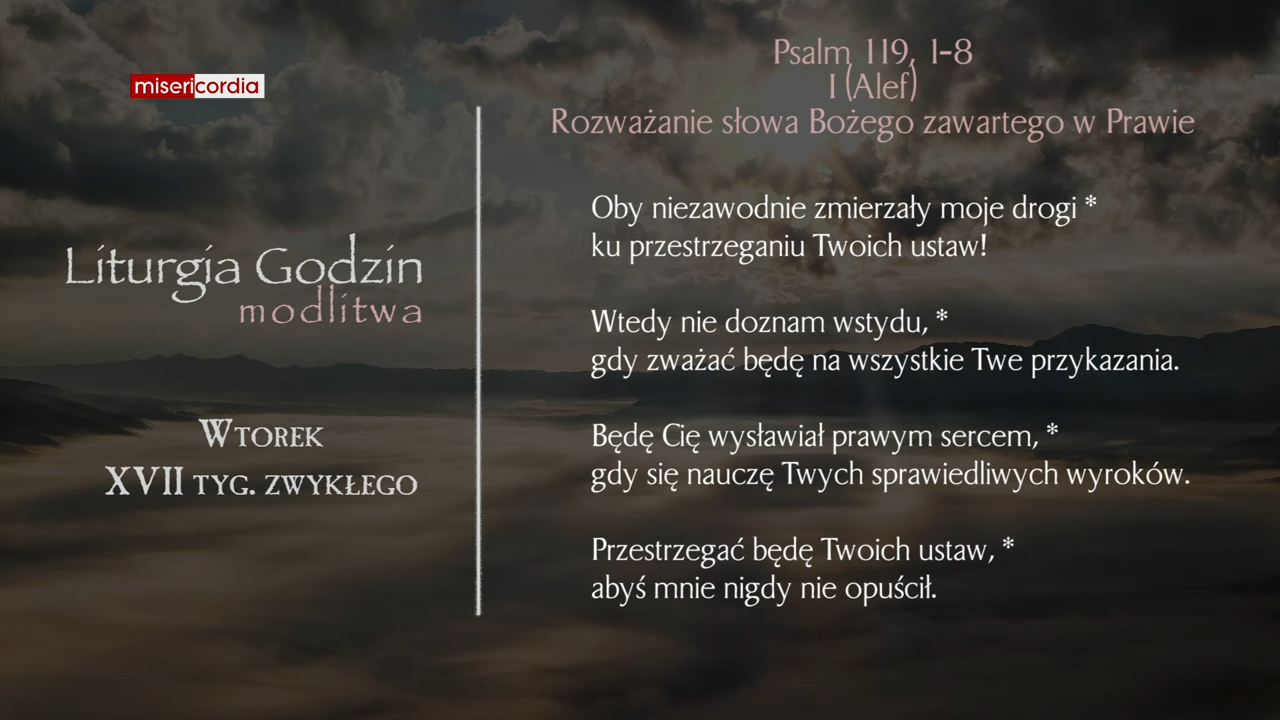 misericordia
Liturgia Godzin
modlitwa
Wtorek
XVII tyg. zwykłego
Psalm 119, 1-8
I (Alef)
Rozważanie słowa Bożego zawartego w Prawie
Oby niezawodnie zmierzały moje drogi *
ku przestrzeganiu Twoich ustaw!
Wtedy nie doznam wstydu, *
gdy zważać będę na wszystkie Twe przykazania.
Będę Cię wysławiał prawym sercem, *
gdy się nauczę Twych sprawiedliwych wyroków.
Przestrzegać będę Twoich ustaw, *
abyś mnie nigdy nie opuścił.